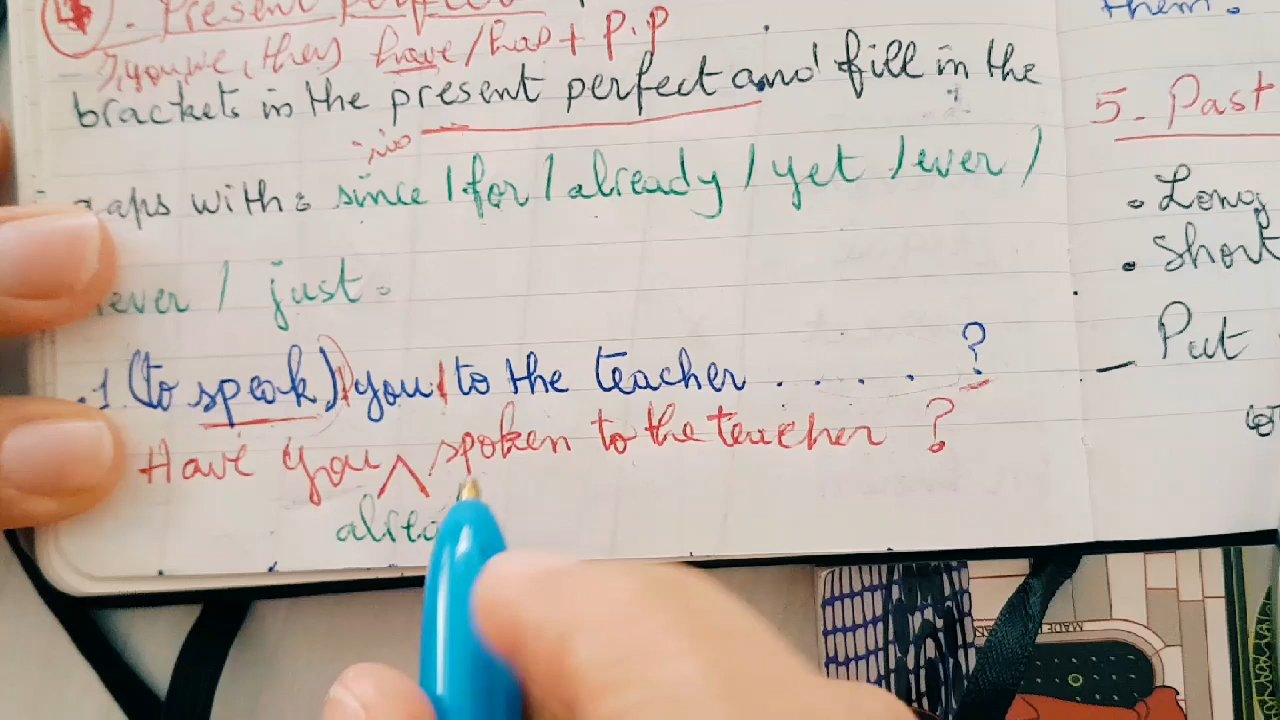 4. Present perfect
I, you, we, they have/has + p.p
brackets in the present perfect and fill in the
gaps with: since / for / already / yet / ever /
never / just.
.1 (to speak) you to the teacher . . . . . ?
Have you ∧ spoken to the teacher ?
them.
5. Past
. Long
. Short
_ Put
MADE